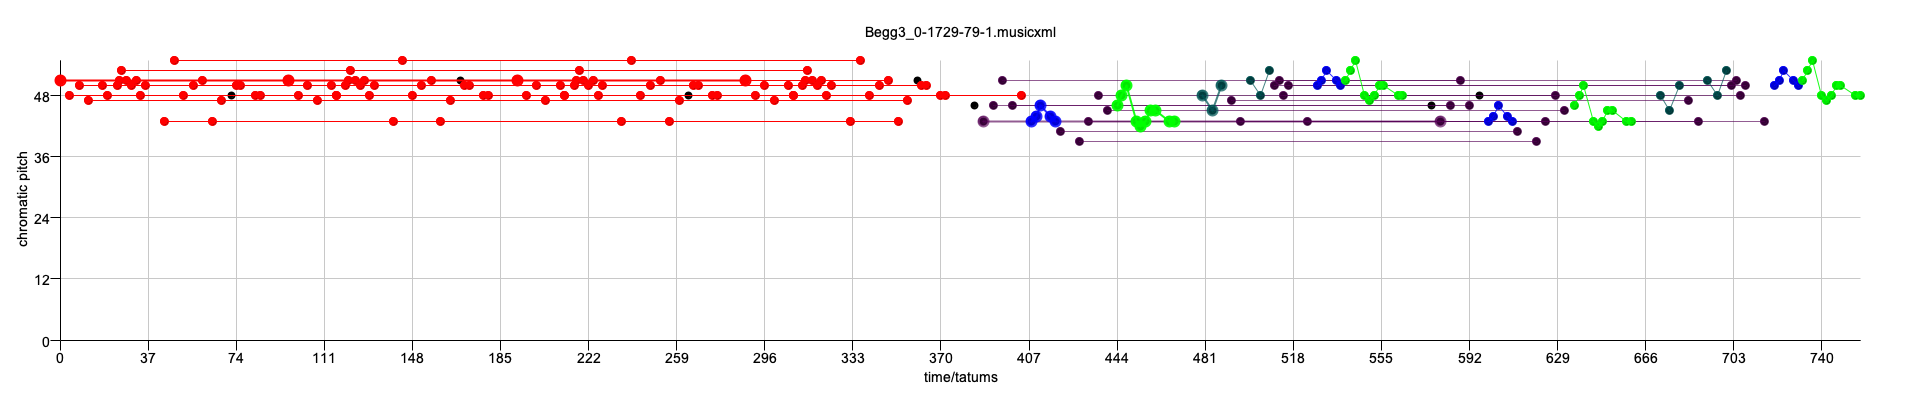 Begg3_0-1729-79-1.musicxml
48
36
24
12
0
chromatic pitch
0 37 74 111 148 185 222 259 296 333 370 407 444 481 518 555 592 629 666 703 740
time/tatums